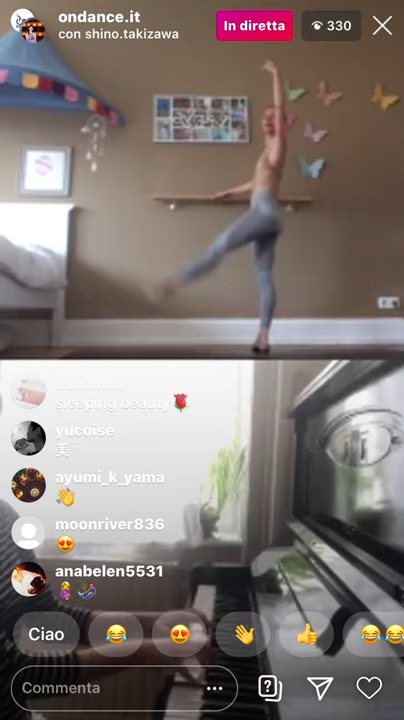 ondance.it
con shino.takizawa
In diretta
330
sleeping beauty🌹
yucoise
美
ayumi_k_yama
👋
moonriver836
😍
anabelen5531
🤱🧞‍♀️
Ciao 😂 😍 👋 👍 😂😂
Commenta